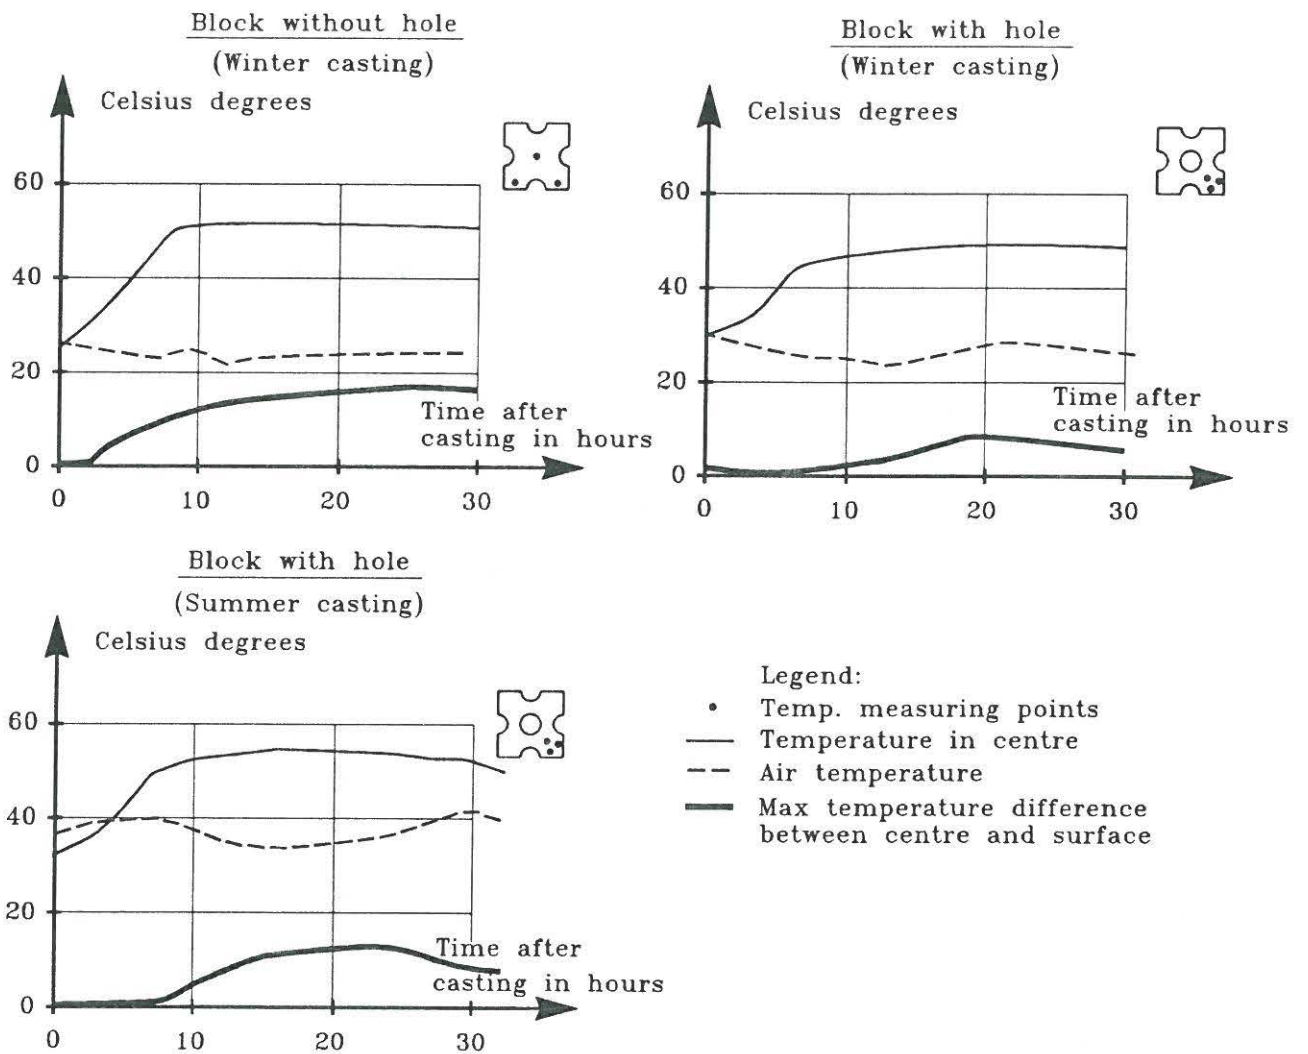 Block without hole
(Winter casting)
Celsius degrees
60
40
20
0
Time after
casting in hours
0 10 20 30
Block with hole
(Winter casting)
Celsius degrees
60
40
20
0
Time after
casting in hours
0 10 20 30
Block with hole
(Summer casting)
Celsius degrees
60
40
20
0
Time after
casting in hours
0 10 20 30
Legend:
Temp. measuring points
Temperature in centre
Air temperature
Max temperature difference
between centre and surface